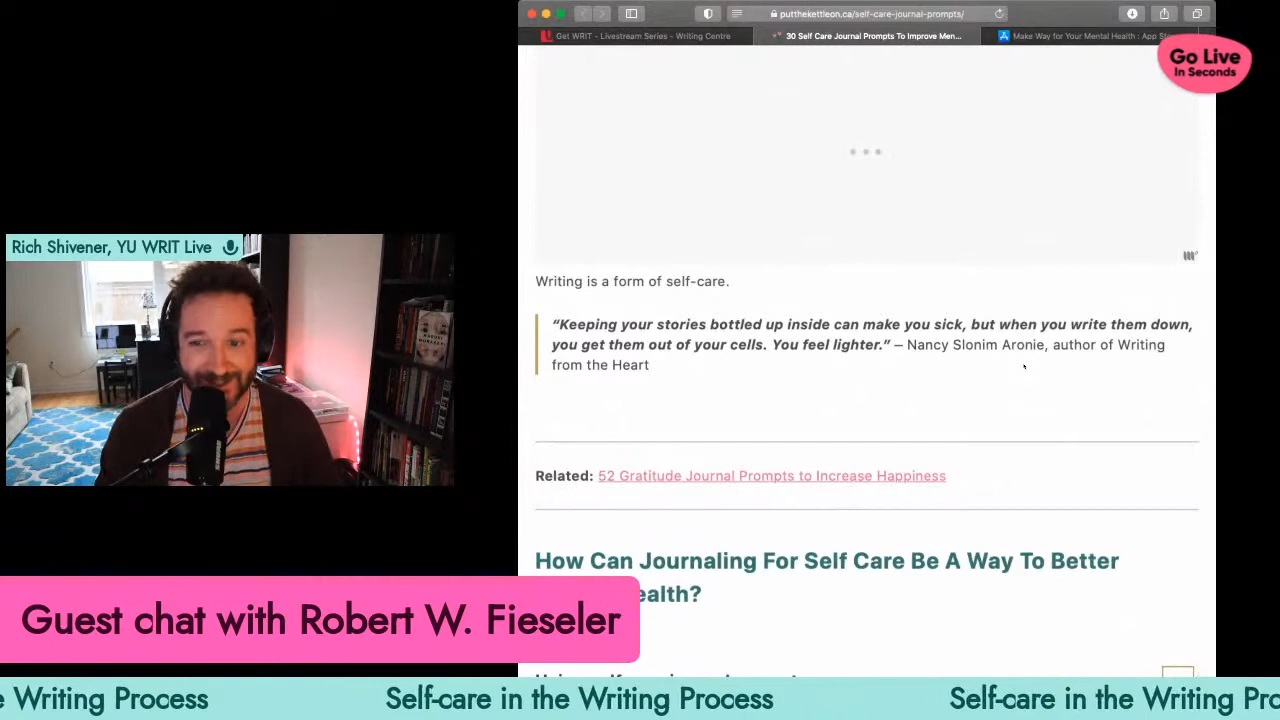 putthekettleon.ca/self-care-journal-prompts/
Get WRIT - Livestream Series - Writing Centre
30 Self Care Journal Prompts To Improve Men...
Make Way for Your Mental Health : App
Go Live
In Seconds
Rich Shivener, YU WRIT Live
Writing is a form of self-care.
“Keeping your stories bottled up inside can make you sick, but when you write them down,
you get them out of your cells. You feel lighter.” – Nancy Slonim Aronie, author of Writing
from the Heart
Related: 52 Gratitude Journal Prompts to Increase Happiness
How Can Journaling For Self Care Be A Way To Better
ealth?
Guest chat with Robert W. Fieseler
e Writing Process
Self-care in the Writing Process
Self-care in the Writing Pro